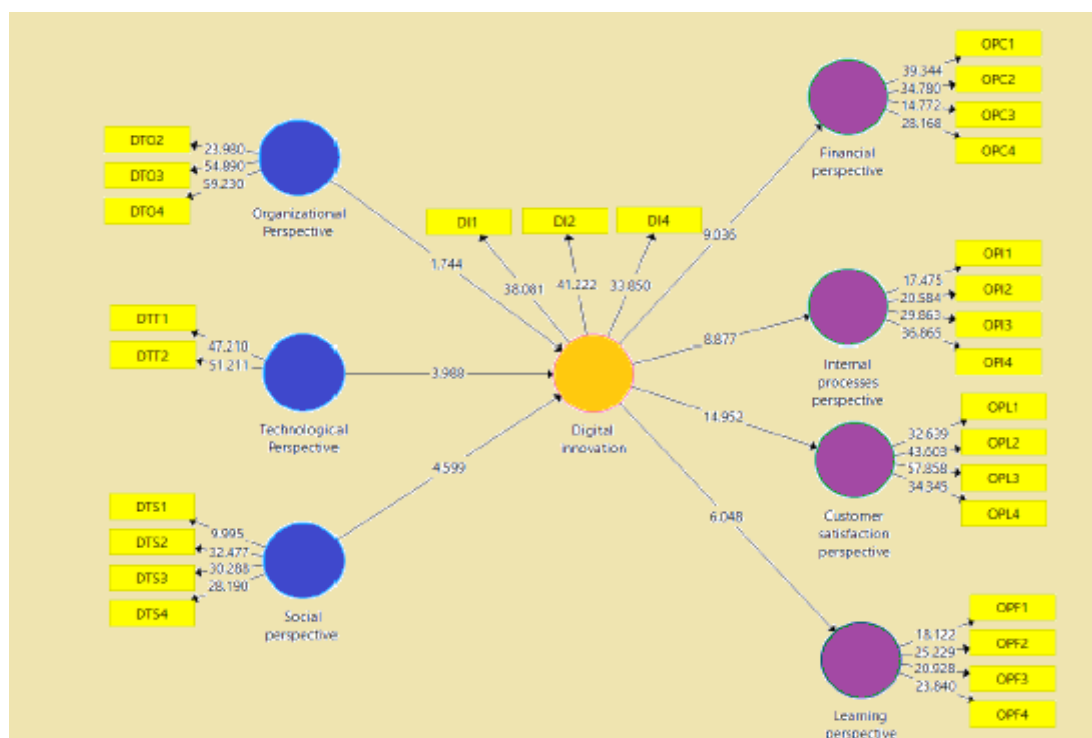 OPC1
39.344
OPC2
34.780
14.772
OPC3
28.168
OPC4
Financial
perspective
DTO2
23.980
DTO3
54.890
59.230
DTO4
Organizational
Perspective
1.744
DI1
DI2
DI4
38.081
41.222
33.850
9.036
OPI1
17.475
OPI2
20.584
29.863
OPI3
36.865
OPI4
Internal
processes
perspective
8.877
DTT1
47.210
DTT2
51.211
Technological
Perspective
3.988
Digital
innovation
14.952
OPL1
32.639
OPL2
43.603
57.858
OPL3
34.345
OPL4
Customer
satisfaction
perspective
4.599
6.048
DTS1
9.995
DTS2
32.477
30.288
DTS3
28.190
DTS4
Social
perspective
OPF1
18.122
OPF2
25.229
20.928
OPF3
23.840
OPF4
Learning
perspective